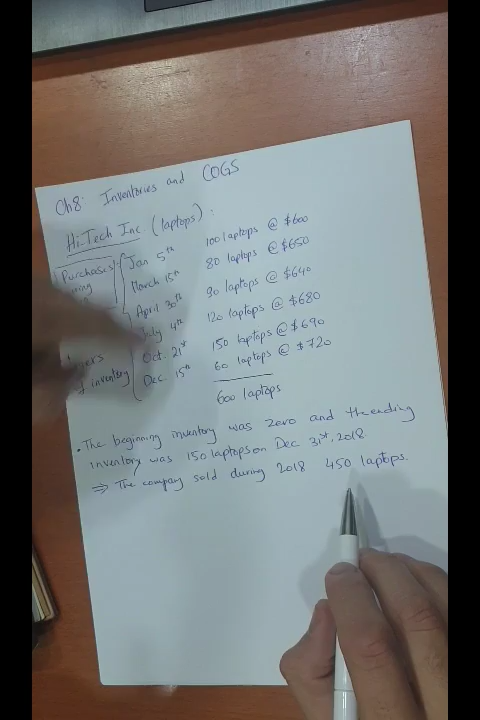 Ch8: Inventories and COGS
Hi-Tech Inc (laptops):
Purchases
Jan 5th 100 laptops @ $600
March 15th 80 laptops @ $650
April 30th 90 laptops @ $640
July 4th 120 laptops @ $680
Oct. 21st 150 laptops @ $690
Dec. 15th 60 laptops @ $720
of inventory
600 laptops
. The beginning inventory was zero and the ending
inventory was 150 laptops on Dec 31st, 2018.
⇒ The company sold during 2018 450 laptops.